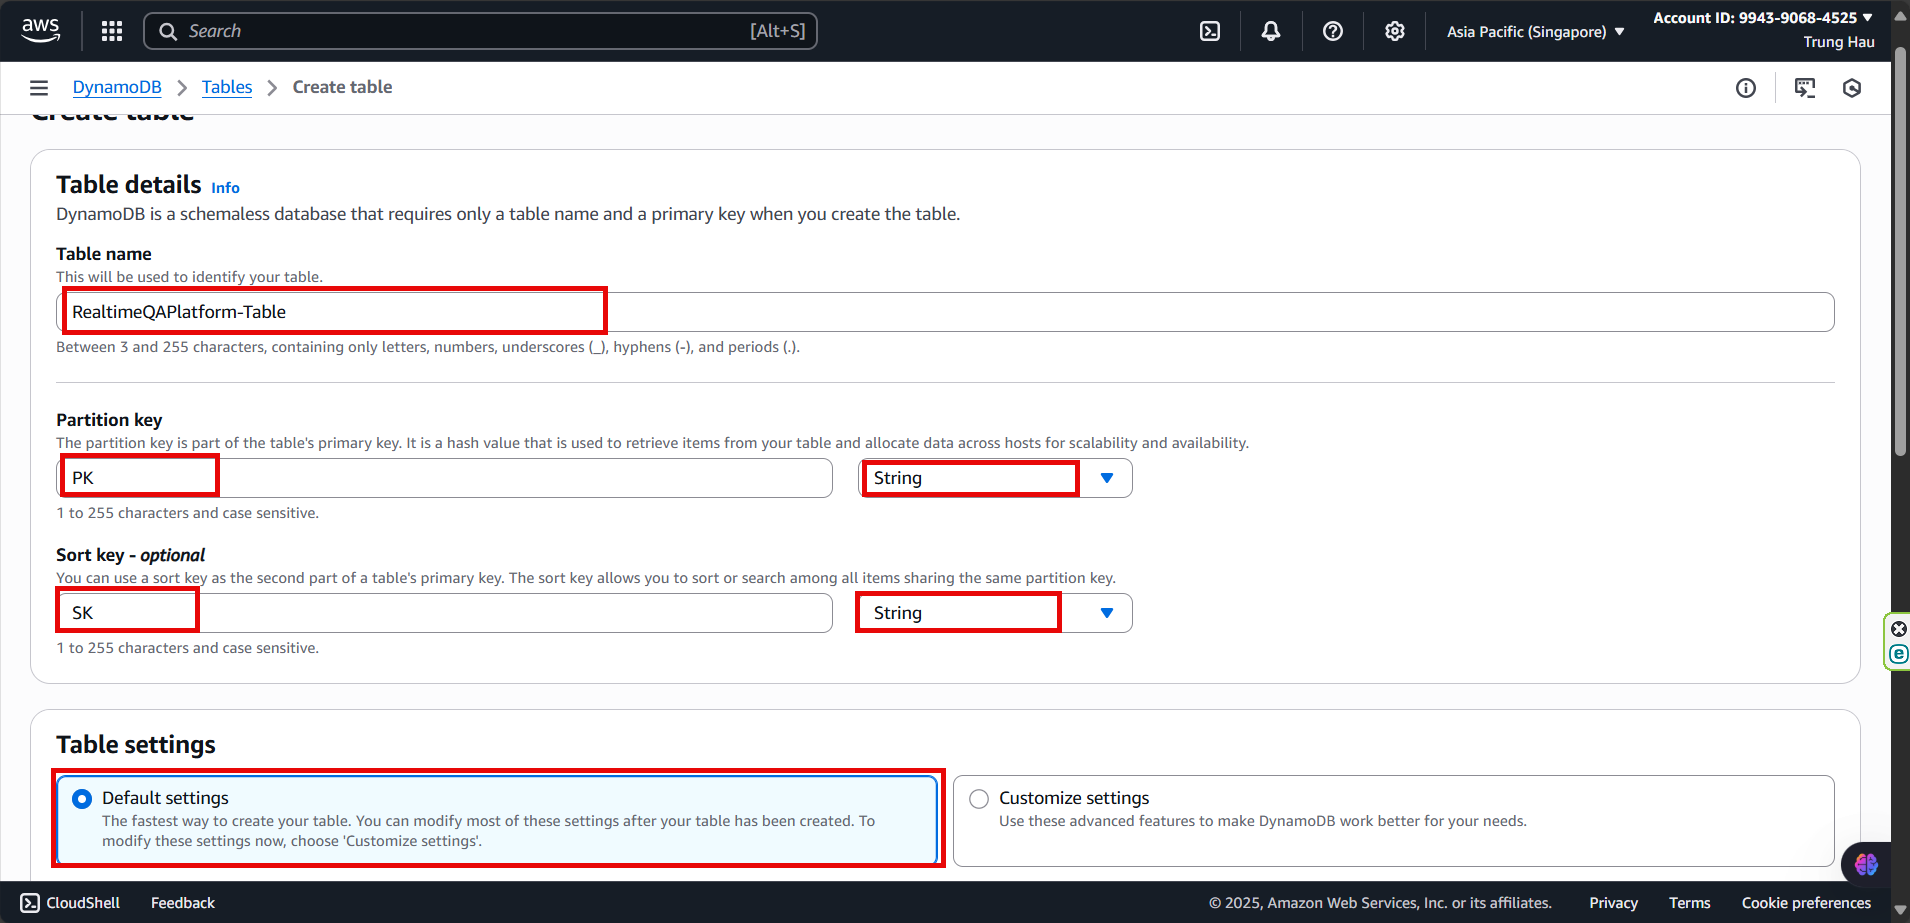 aws
Search [Alt+S]
Asia Pacific (Singapore)
Account ID: 9943-9068-4525
Trung Hau
DynamoDB
Tables
Create table
Create table
Table details Info
DynamoDB is a schemaless database that requires only a table name and a primary key when you create the table.
Table name
This will be used to identify your table.
RealtimeQAPlatform-Table
Between 3 and 255 characters, containing only letters, numbers, underscores (_), hyphens (-), and periods (.).
Partition key
The partition key is part of the table's primary key. It is a hash value that is used to retrieve items from your table and allocate data across hosts for scalability and availability.
PK
String
1 to 255 characters and case sensitive.
Sort key - optional
You can use a sort key as the second part of a table's primary key. The sort key allows you to sort or search among all items sharing the same partition key.
SK
String
1 to 255 characters and case sensitive.
Table settings
Default settings
The fastest way to create your table. You can modify most of these settings after your table has been created. To
modify these settings now, choose 'Customize settings'.
Customize settings
Use these advanced features to make DynamoDB work better for your needs.
CloudShell
Feedback
© 2025, Amazon Web Services, Inc. or its affiliates.
Privacy
Terms
Cookie preferences